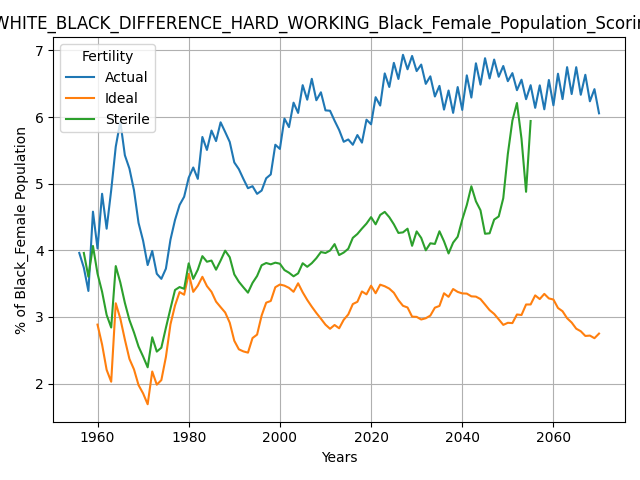 WHITE_BLACK_DIFFERENCE_HARD_WORKING_Black_Female_Population_Scorin
Fertility
Actual
Ideal
Sterile
7
6
5
4
3
2
% of Black_Female Population
1960 1980 2000 2020 2040 2060
Years